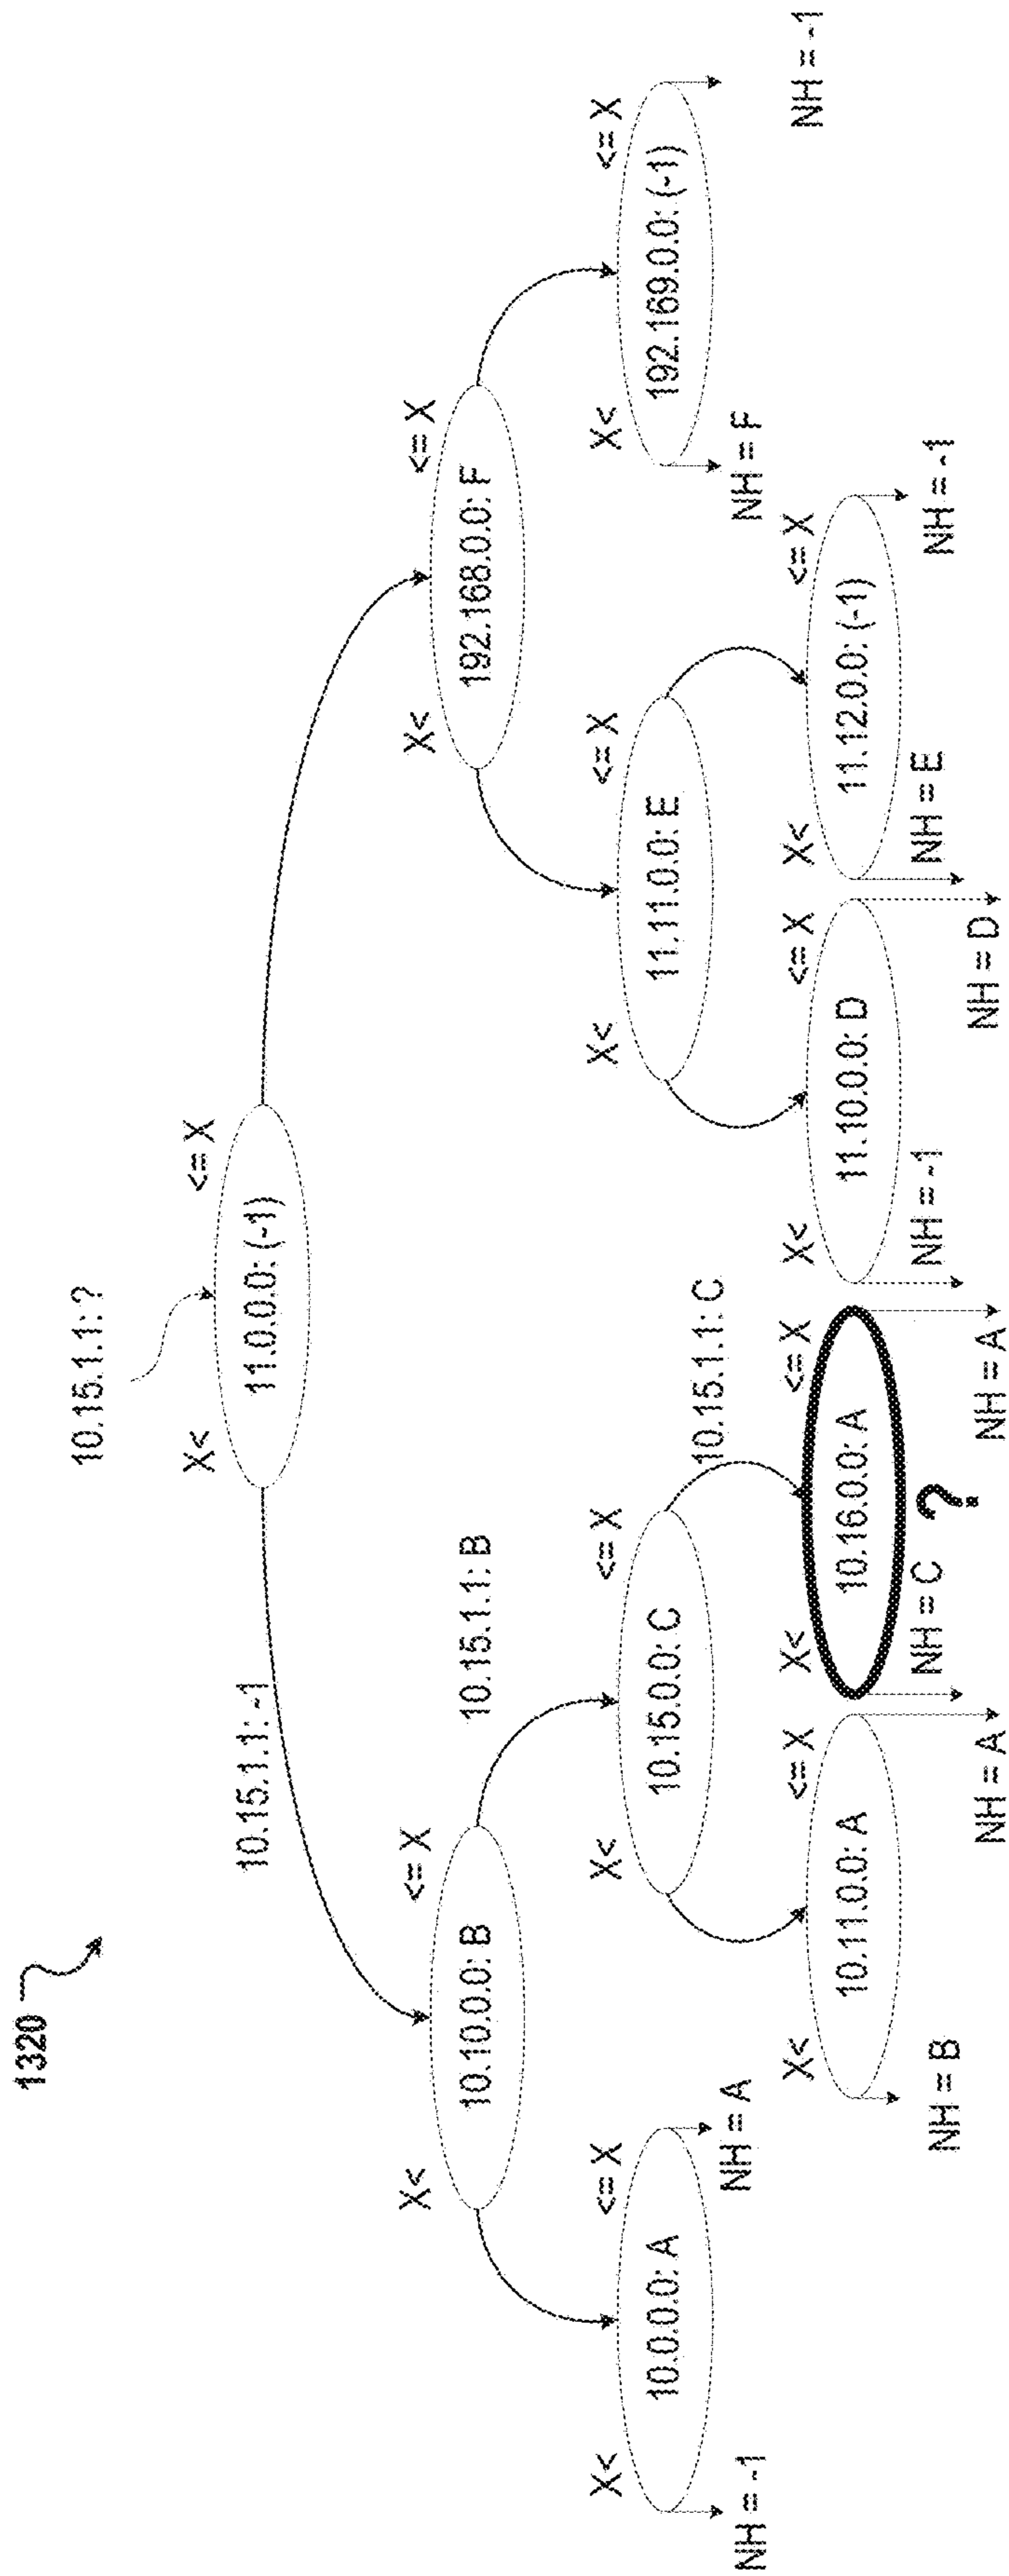 1320
10.15.1.1: ?
X<
<= X
11.0.0.0: (-1)
10.15.1.1: -1
X<
<= X
10.10.0.0: B
10.15.1.1: B
X<
<= X
192.168.0.0: F
X<
<= X
10.0.0.0: A
NH = -1
NH = A
X<
<= X
10.15.0.0: C
10.15.1.1: C
X<
<= X
11.11.0.0: E
X<
<= X
192.169.0.0: (-1)
NH = F
NH = -1
X<
<= X
10.11.0.0: A
NH = B
NH = A
X<
<= X
10.16.0.0: A
NH = C
?
NH = A
X<
<= X
11.10.0.0: D
NH = -1
NH = D
X<
<= X
11.12.0.0: (-1)
NH = E
NH = -1